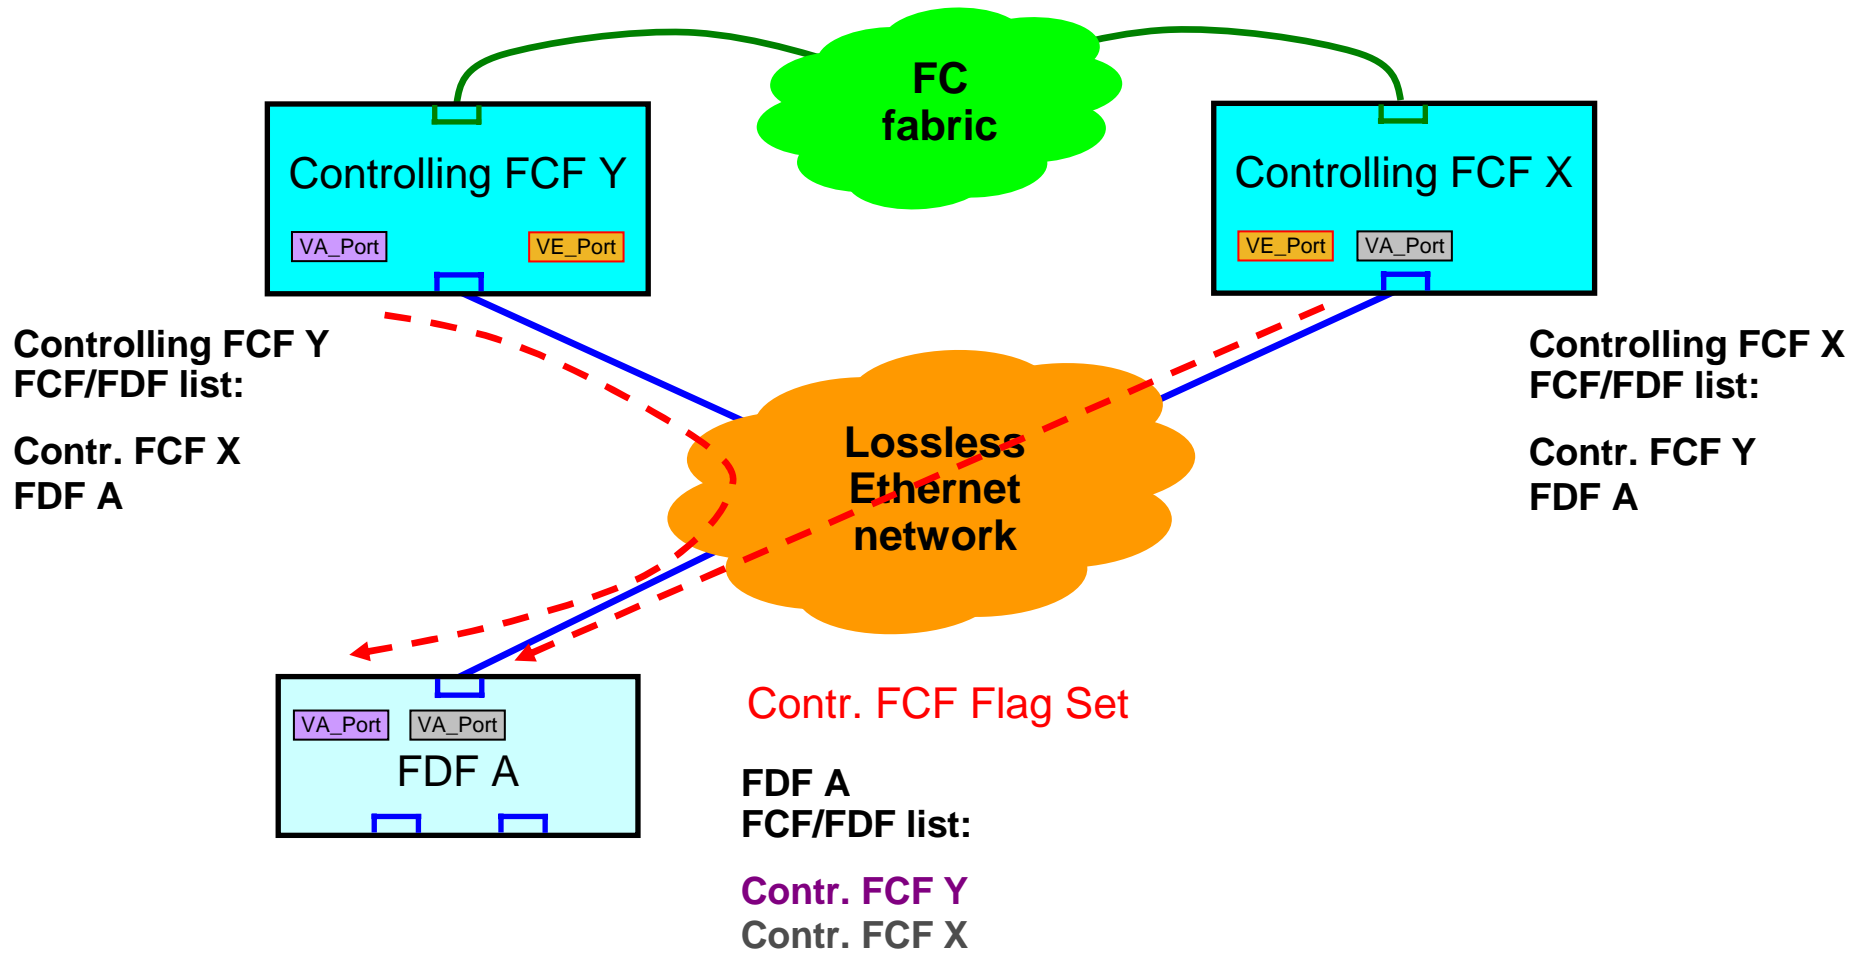 FC
fabric
Controlling FCF Y
VA_Port
VE_Port
Controlling FCF X
VE_Port
VA_Port
Controlling FCF Y
FCF/FDF list:
Contr. FCF X
FDF A
Lossless
Ethernet
network
Controlling FCF X
FCF/FDF list:
Contr. FCF Y
FDF A
VA_Port
VA_Port
FDF A
Contr. FCF Flag Set
FDF A
FCF/FDF list:
Contr. FCF Y
Contr. FCF X